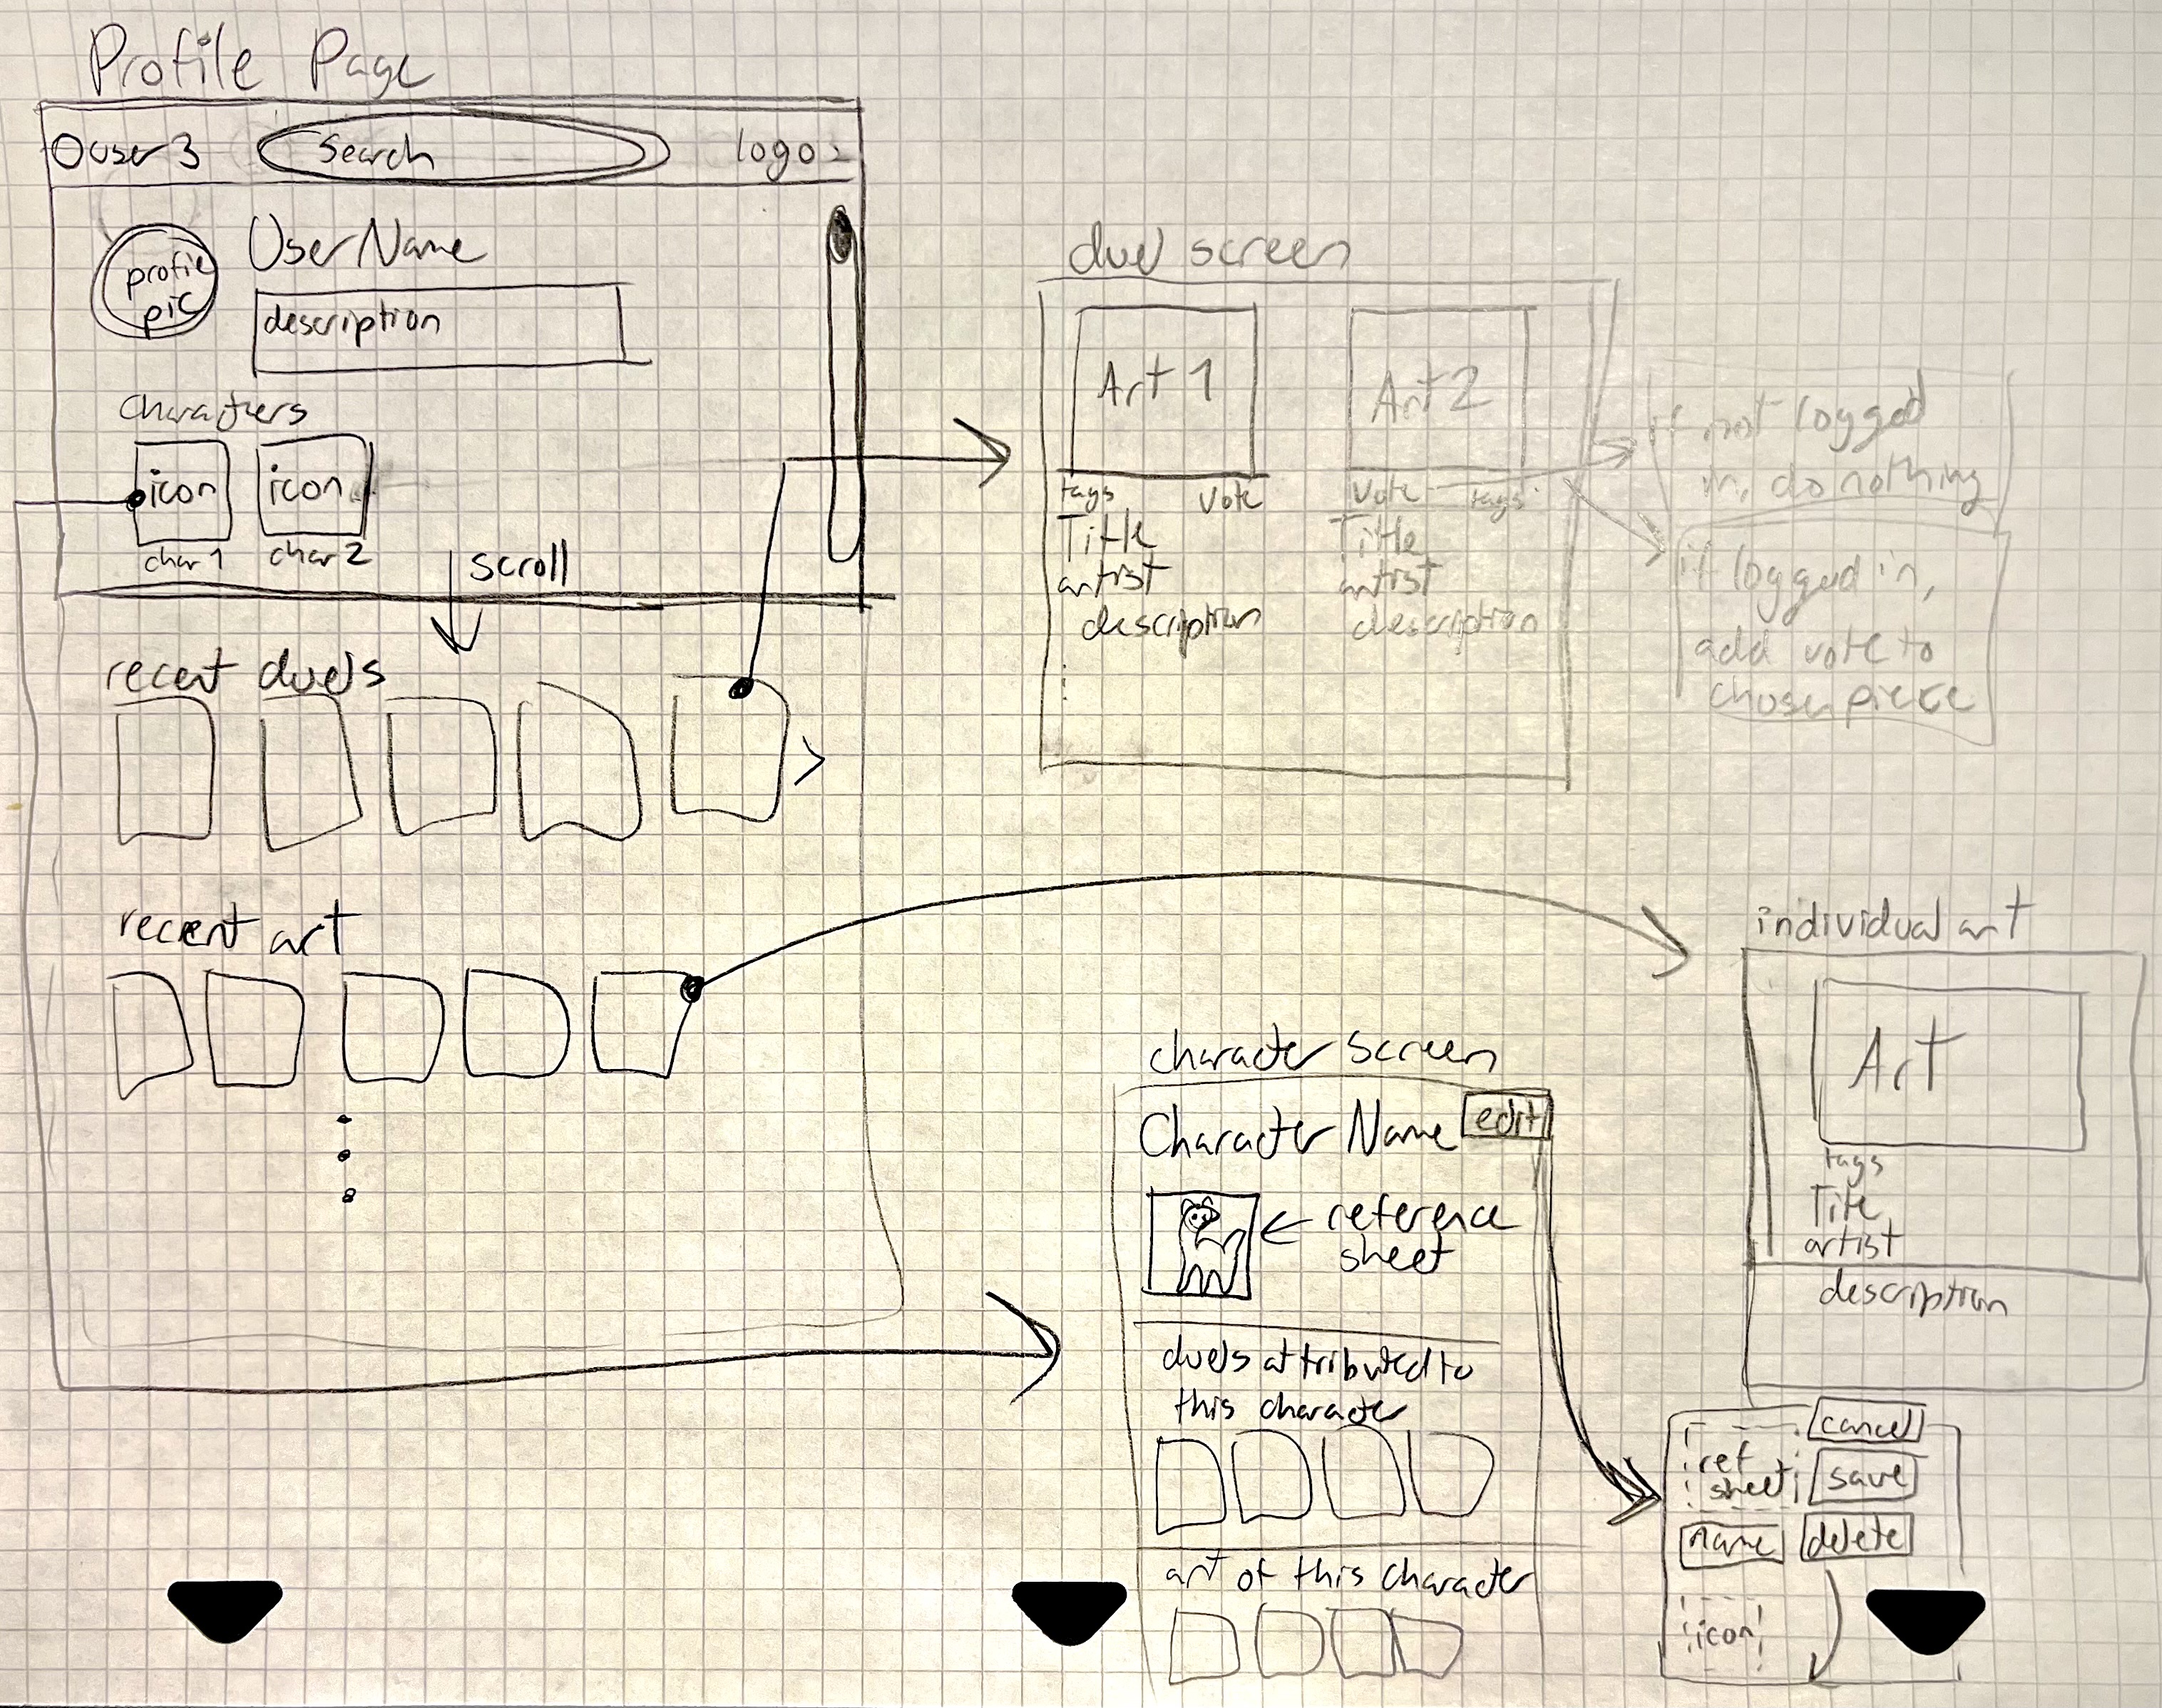 Profile Page
user 3
Search
logo
UserName
profie
pic
description
characters
icon
icon
char 1
char 2
scroll
recent duels
recent art
duel screen
Art 1
Art 2
tags
vote
Title
artist
description
vote
tags
Title
artist
description
if not logged
in, do nothing
if logged in,
add vote to
chosen piece
individual art
Art
tags
Title
artist
description
character screen
Character Name
edit
reference
sheet
duels attributed to
this character
art of this character
cancel
ref
sheet
save
name
delete
icon